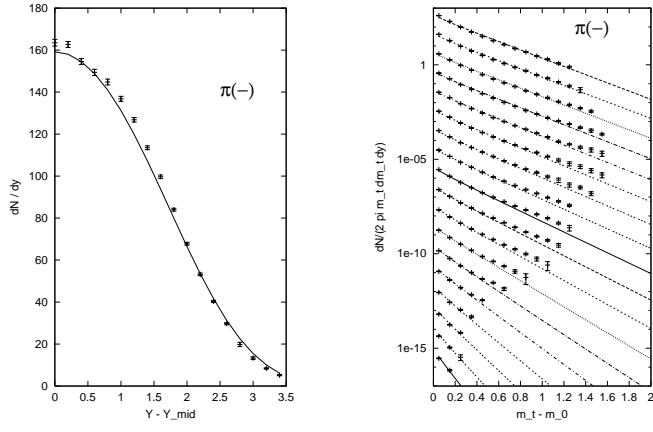 180
160
140
120
100
80
60
40
20
0
dN / dy
π(−)
0 0.5 1 1.5 2 2.5 3 3.5
Y - Y_mid
1
1e-05
1e-10
1e-15
dN/(2 pi m_t dm_t dy)
π(−)
0 0.2 0.4 0.6 0.8 1 1.2 1.4 1.6 1.8 2
m_t - m_0